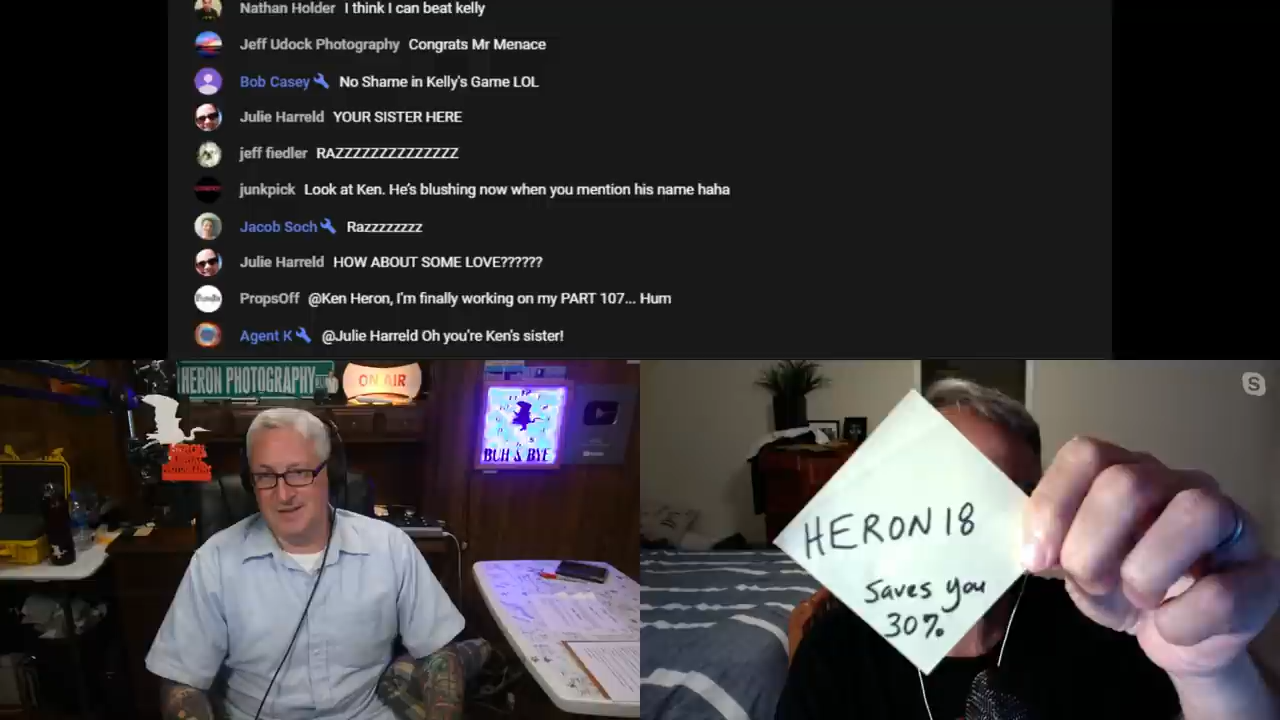 Nathan Holder I think I can beat kelly
Jeff Udock Photography Congrats Mr Menace
Bob Casey No Shame in Kelly's Game LOL
Julie Harreld YOUR SISTER HERE
jeff fiedler RAZZZZZZZZZZZZZZ
junkpick Look at Ken. He's blushing now when you mention his name haha
Jacob Soch Razzzzzzzz
Julie Harreld HOW ABOUT SOME LOVE??????
PropsOff @Ken Heron, I'm finally working on my PART 107... Hum
Agent K @Julie Harreld Oh you're Ken's sister!
HERON PHOTOGRAPHY
ON AIR
BUH & BYE
HERON18
Saves you
30%